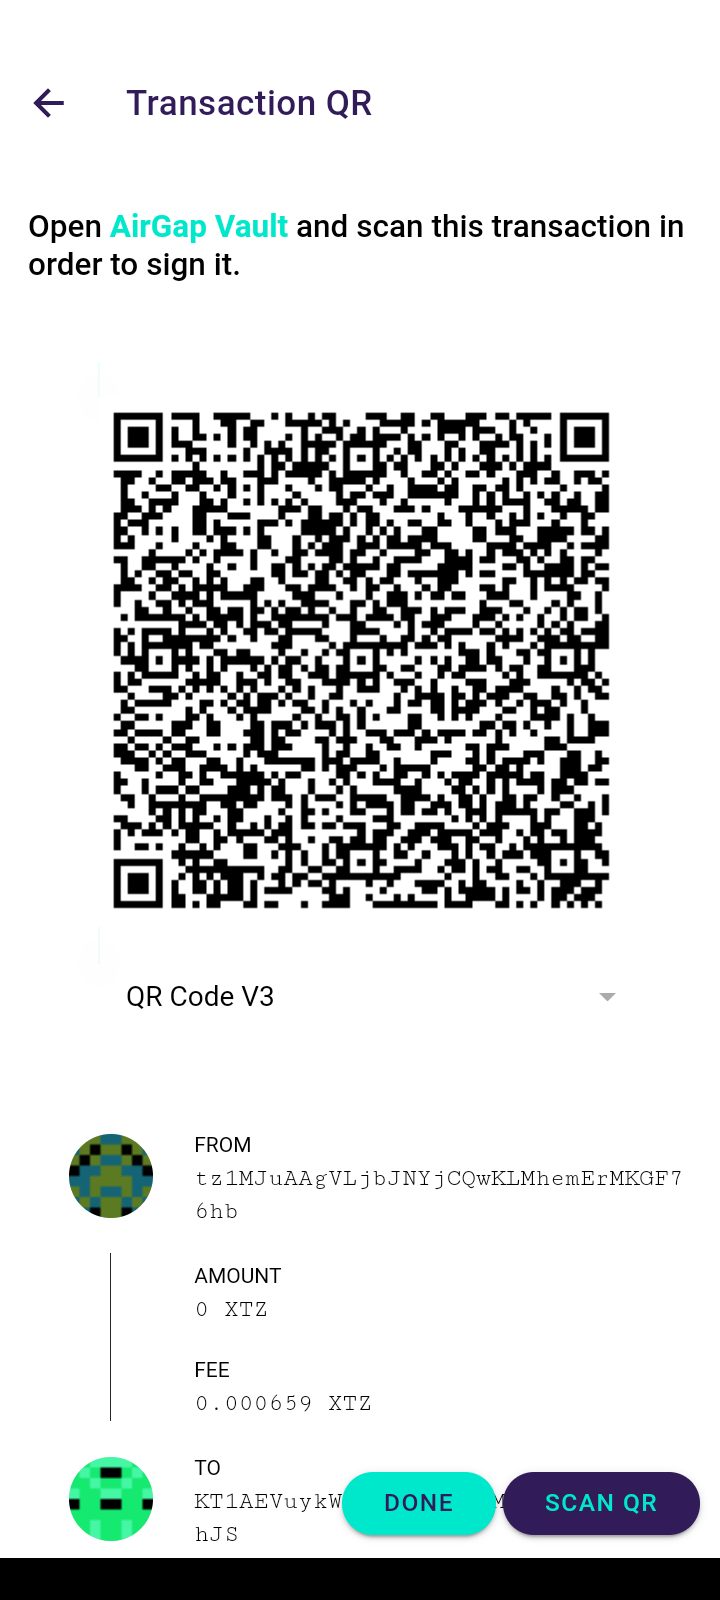 Transaction QR
Open AirGap Vault and scan this transaction in
order to sign it.
QR Code V3
FROM
tz1MJuAAgVLjbJNYjCQwKLMhemErMKGF7
6hb
AMOUNT
0 XTZ
FEE
0.000659 XTZ
TO
KT1AEVuykW
hJS
DONE
SCAN QR